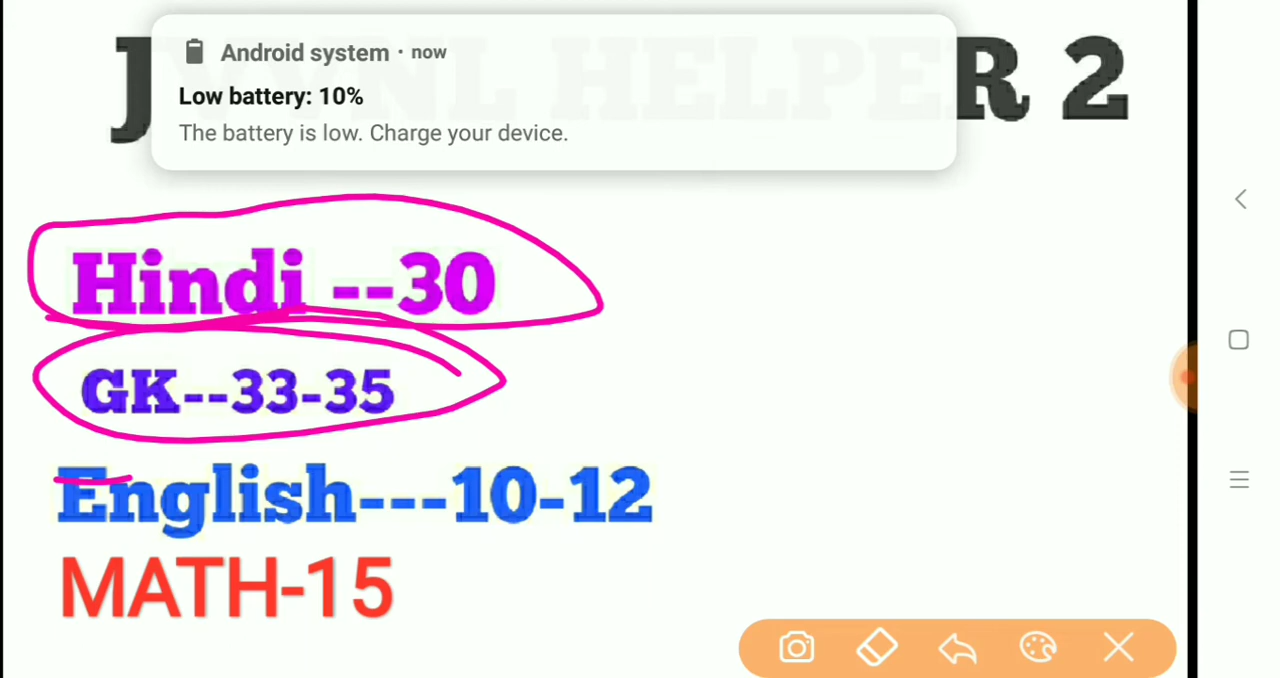 Android system · now
Low battery: 10%
The battery is low. Charge your device.
HELPER 2
Hindi --30
GK--33-35
English---10-12
MATH-15